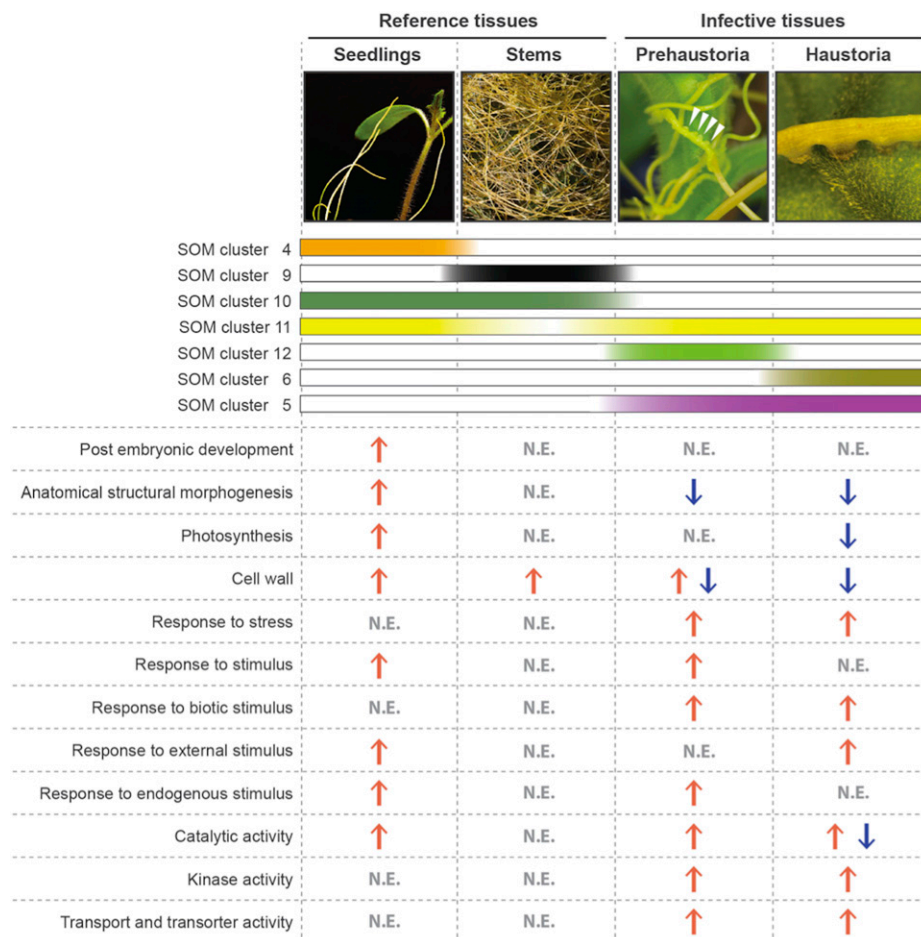 Reference tissues Infective tissues
Seedlings Stems Prehaustoria Haustoria
SOM cluster 4
SOM cluster 9
SOM cluster 10
SOM cluster 11
SOM cluster 12
SOM cluster 6
SOM cluster 5
Post embryonic development N.E. N.E. N.E.
Anatomical structural morphogenesis N.E.
Photosynthesis N.E. N.E.
Cell wall
Response to stress N.E. N.E.
Response to stimulus N.E. N.E.
Response to biotic stimulus N.E. N.E.
Response to external stimulus N.E. N.E.
Response to endogenous stimulus N.E. N.E.
Catalytic activity N.E.
Kinase activity N.E. N.E.
Transport and transorter activity N.E. N.E.